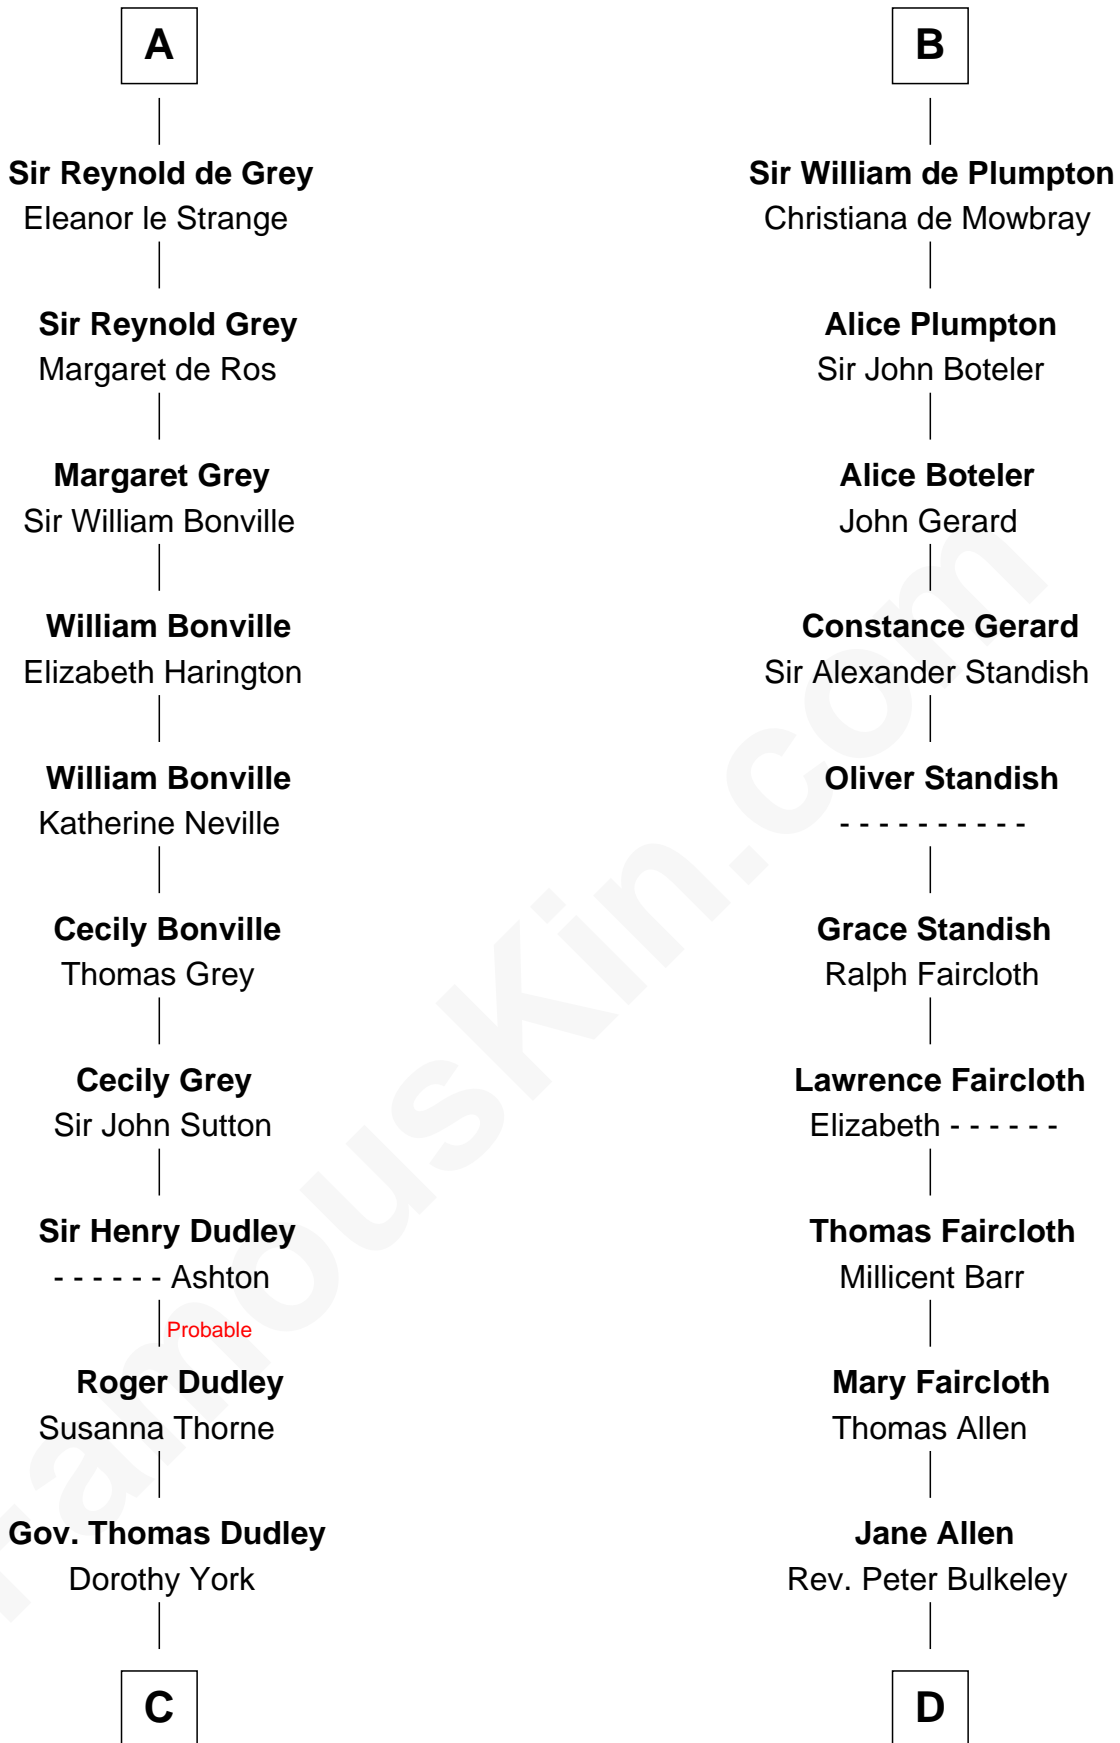 A
Sir Reynold de Grey
Eleanor le Strange
Sir Reynold Grey
Margaret de Ros
Margaret Grey
Sir William Bonville
William Bonville
Elizabeth Harington
William Bonville
Katherine Neville
Cecily Bonville
Thomas Grey
Cecily Grey
Sir John Sutton
Sir Henry Dudley
- - - - - - Ashton
Probable
Roger Dudley
Susanna Thorne
Gov. Thomas Dudley
Dorothy York
C
B
Sir William de Plumpton
Christiana de Mowbray
Alice Plumpton
Sir John Boteler
Alice Boteler
John Gerard
Constance Gerard
Sir Alexander Standish
Oliver Standish
- - - - - - - - - -
Grace Standish
Ralph Faircloth
Lawrence Faircloth
Elizabeth - - - - - -
Thomas Faircloth
Millicent Barr
Mary Faircloth
Thomas Allen
Jane Allen
Rev. Peter Bulkeley
D
FamousKin.com